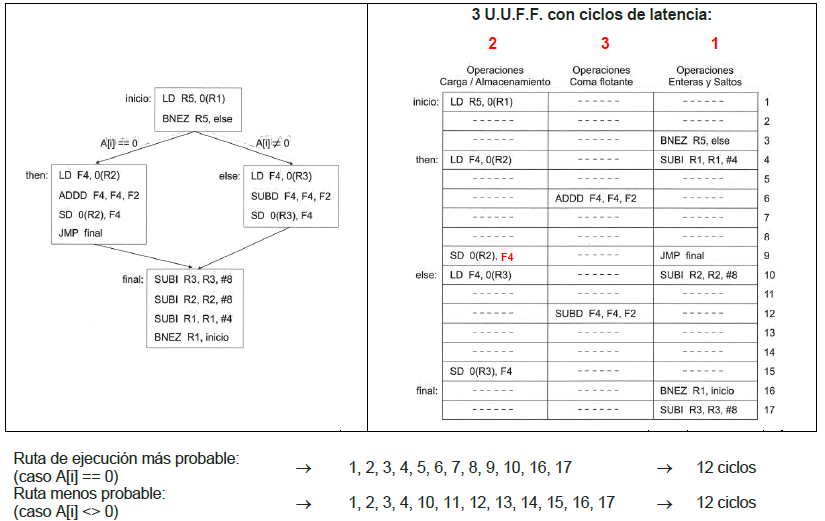 3 U.U.F.F. con ciclos de latencia:
2 3 1
Operaciones Carga / Almacenamiento
Operaciones Coma flotante
Operaciones Enteras y Saltos
inicio: LD R5, 0(R1)
BNEZ R5, else
A[i] == 0
A[i] ≠ 0
then: LD F4, 0(R2)
ADDD F4, F4, F2
SD 0(R2), F4
JMP final
else: LD F4, 0(R3)
SUBD F4, F4, F2
SD 0(R3), F4
final: SUBI R3, R3, #8
SUBI R2, R2, #8
SUBI R1, R1, #4
BNEZ R1, inicio
inicio: LD R5, 0(R1) ------ ------ 1
------ ------ ------ 2
------ ------ BNEZ R5, else 3
then: LD F4, 0(R2) ------ SUBI R1, R1, #4 4
------ ------ ------ 5
------ ADDD F4, F4, F2 ------ 6
------ ------ ------ 7
------ ------ ------ 8
SD 0(R2), F4 ------ JMP final 9
else: LD F4, 0(R3) ------ SUBI R2, R2, #8 10
------ ------ ------ 11
------ SUBD F4, F4, F2 ------ 12
------ ------ ------ 13
------ ------ ------ 14
SD 0(R3), F4 ------ ------ 15
final: ------ ------ BNEZ R1, inicio 16
------ ------ SUBI R3, R3, #8 17
Ruta de ejecución más probable:
(caso A[i] == 0) → 1, 2, 3, 4, 5, 6, 7, 8, 9, 10, 16, 17 → 12 ciclos
Ruta menos probable:
(caso A[i] <> 0) → 1, 2, 3, 4, 10, 11, 12, 13, 14, 15, 16, 17 → 12 ciclos